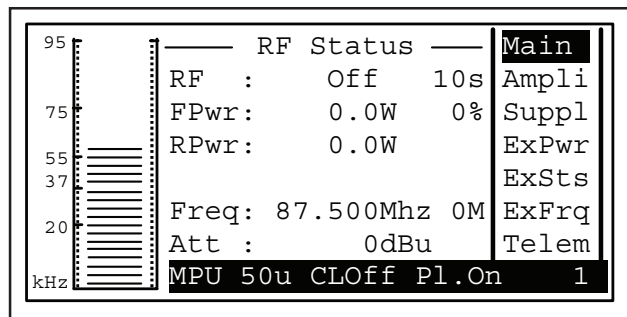 95
75
55
37
20
kHz
RF Status
RF : Off 10s
FPwr: 0.0W 0%
RPwr: 0.0W
Freq: 87.500Mhz 0M
Att : 0dBu
Main
Ampli
Suppl
ExPwr
ExSts
ExFrq
Telem
MPU 50u CLOff Pl.On 1